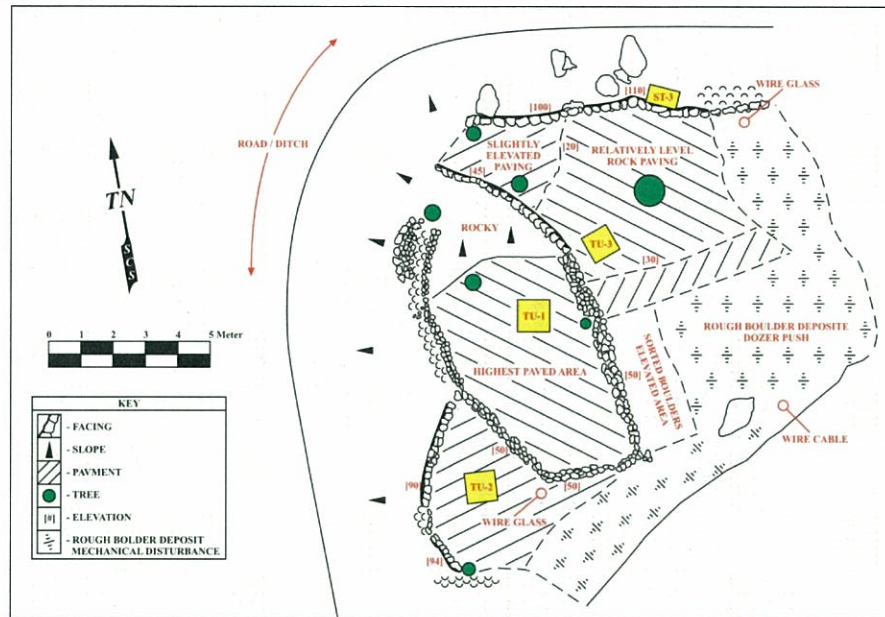 ROAD / DITCH
TN
SCS
0 1 2 3 4 5 Meter
KEY
- FACING
- SLOPE
- PAVMENT
- TREE
[#] - ELEVATION
- ROUGH BOLDER DEPOSIT
MECHANICAL DISTURBANCE
[100]
[110]
ST-3
WIRE GLASS
SLIGHTLY
ELEVATED
PAVING
[20]
RELATIVELY LEVEL
ROCK PAVING
[45]
ROCKY
TU-3
[30]
TU-1
HIGHEST PAVED AREA
[50]
SORTED BOULDERS
ELEVATED AREA
ROUGH BOULDER DEPOSITE
DOZER PUSH
WIRE CABLE
[50]
[50]
[90]
TU-2
WIRE GLASS
[94]